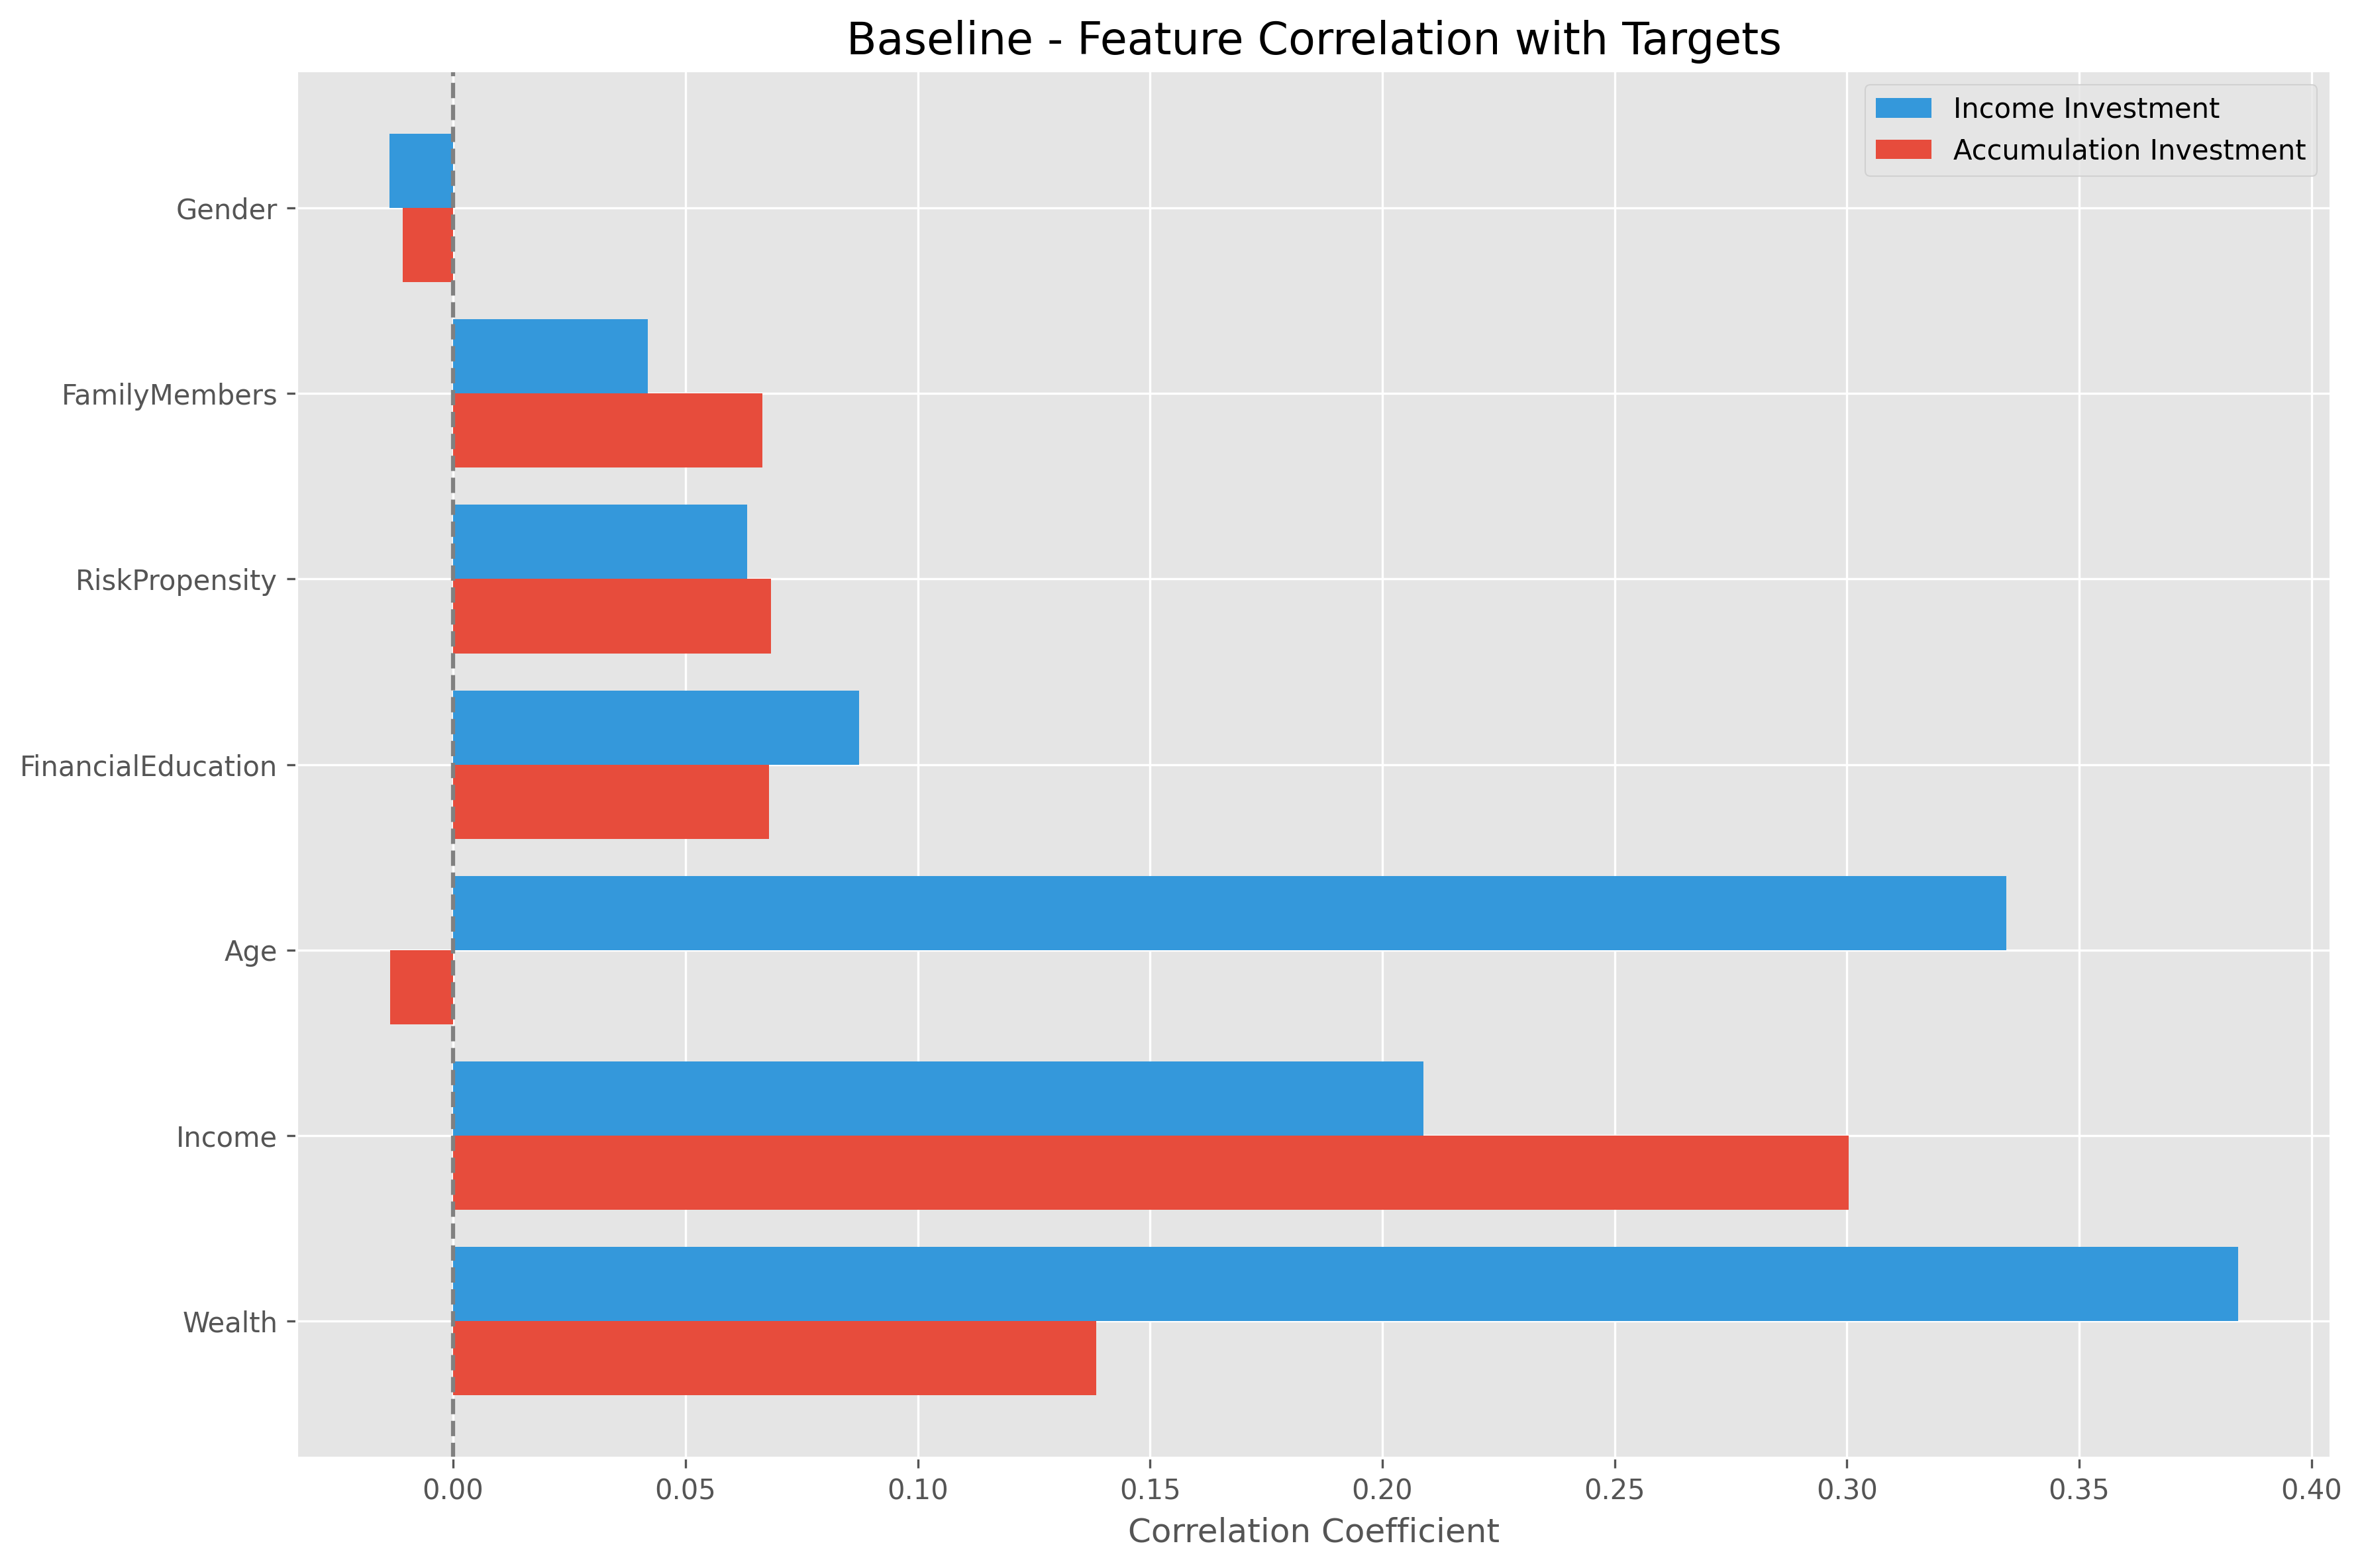 Baseline - Feature Correlation with Targets
Income Investment
Accumulation Investment
Gender
FamilyMembers
RiskPropensity
FinancialEducation
Age
Income
Wealth
0.00 0.05 0.10 0.15 0.20 0.25 0.30 0.35 0.40
Correlation Coefficient